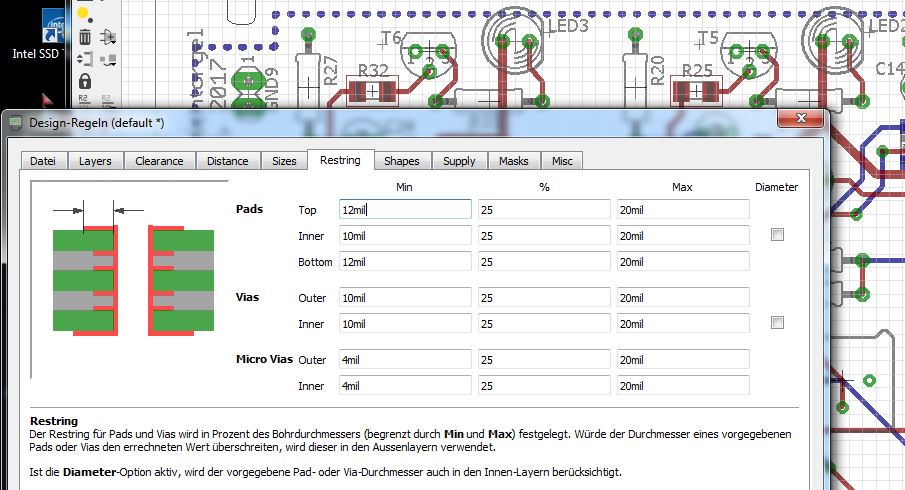 Intel SSD
R2
R2
2017
1
GND9
R27
T6
R32
LED3
R20
T5
R25
LED2
C14
Design-Regeln (default *)
Datei Layers Clearance Distance Sizes Restring Shapes Supply Masks Misc
Min % Max Diameter
Pads Top 12mil 25 20mil
Inner 10mil 25 20mil
Bottom 12mil 25 20mil
Vias Outer 10mil 25 20mil
Inner 10mil 25 20mil
Micro Vias Outer 4mil 25 20mil
Inner 4mil 25 20mil
Restring
Der Restring für Pads und Vias wird in Prozent des Bohrdurchmessers (begrenzt durch Min und Max) festgelegt. Würde der Durchmesser eines vorgegebenen
Pads oder Vias den errechneten Wert überschreiten, wird dieser in den Aussenlayern verwendet.
Ist die Diameter-Option aktiv, wird der vorgegebene Pad- oder Via-Durchmesser auch in den Innen-Layern berücksichtigt.